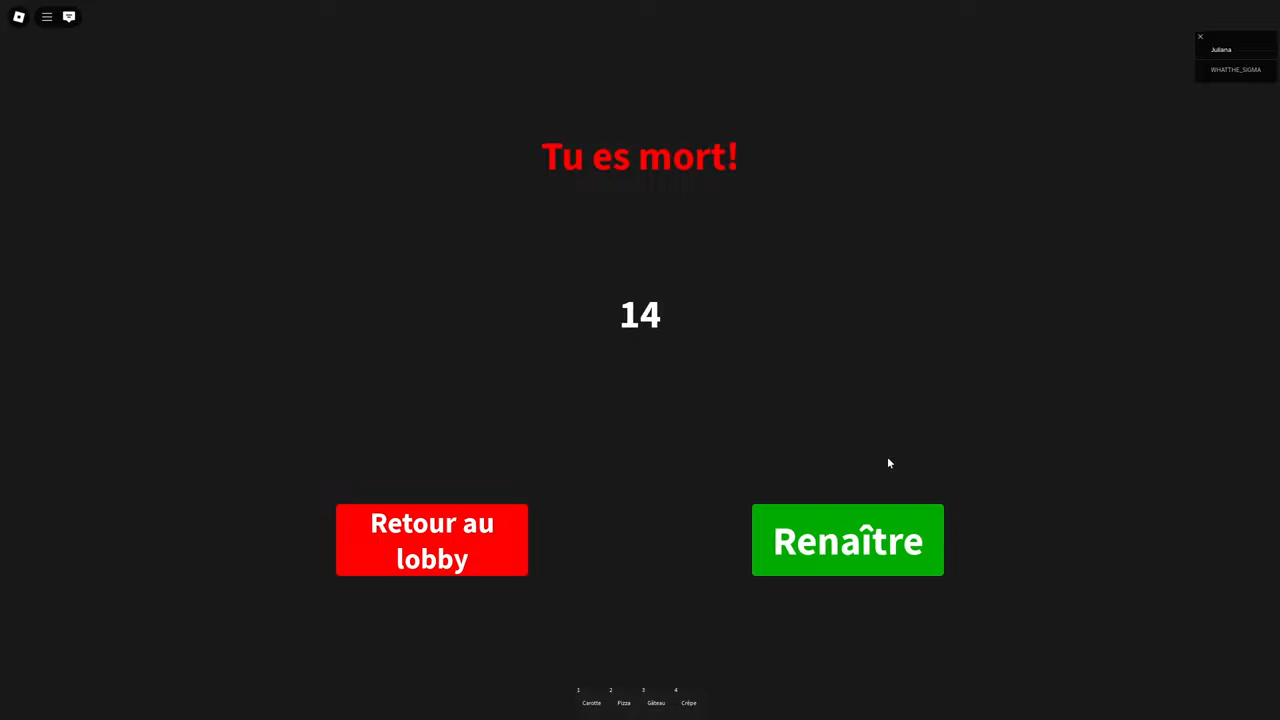 Juliana
WHATTHE_SIGMA
Tu es mort!
14
Retour au
lobby
Renaître
1 2 3 4
Carotte Pizza Gâteau Crêpe